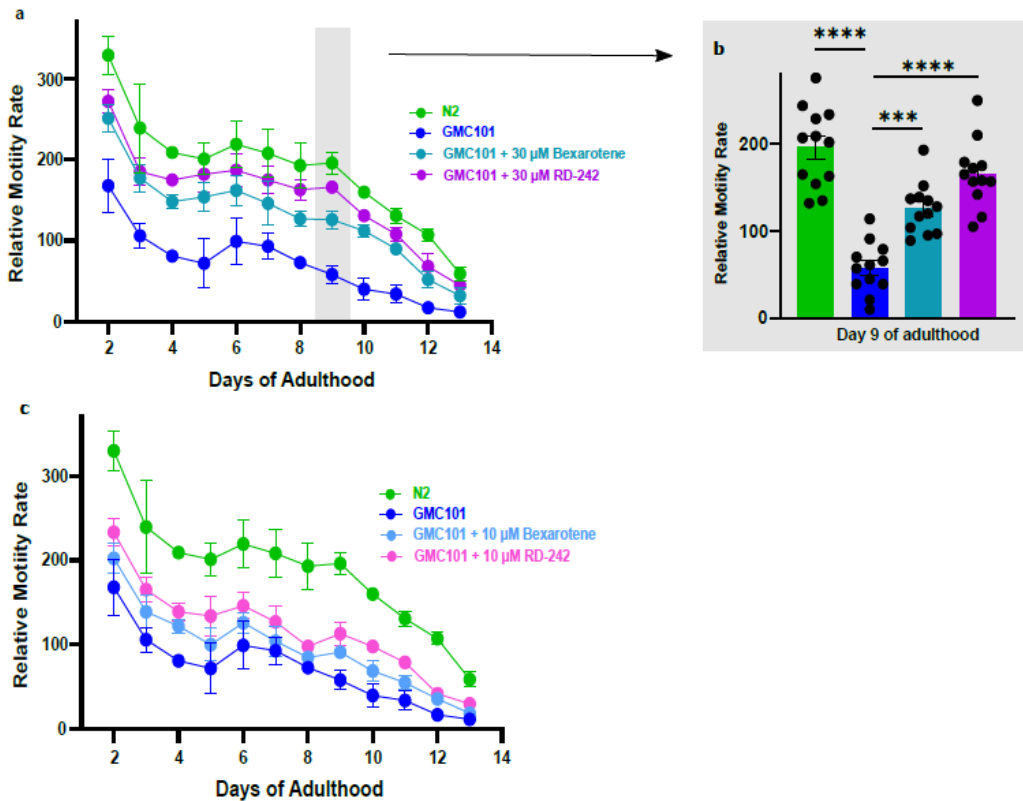 a
Relative Motility Rate
300
200
100
0
2 4 6 8 10 12 14
Days of Adulthood
N2
GMC101
GMC101 + 30 µM Bexarotene
GMC101 + 30 µM RD-242
b
Relative Motility Rate
200
100
0
****
****
***
Day 9 of adulthood
c
Relative Motility Rate
300
200
100
0
2 4 6 8 10 12 14
Days of Adulthood
N2
GMC101
GMC101 + 10 µM Bexarotene
GMC101 + 10 µM RD-242